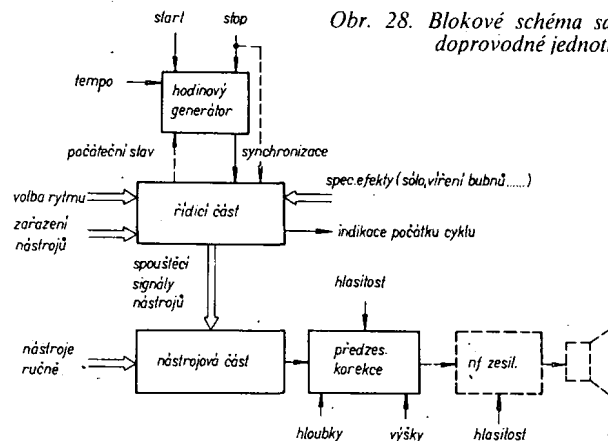 Obr. 28. Blokové schéma
doprovodné
start
stop
tempo
hodinový
generátor
počáteční stav
synchronizace
volba rytmu
zařazení
nástrojů
řídicí část
spec.efekty (sólo, víření bubnů.....)
indikace počátku cyklu
spouštěcí
signály
nástrojů
hlasitost
nástroje
ručně
nástrojová část
předzes.
korekce
nf zesil.
hloubky
výšky
hlasitost